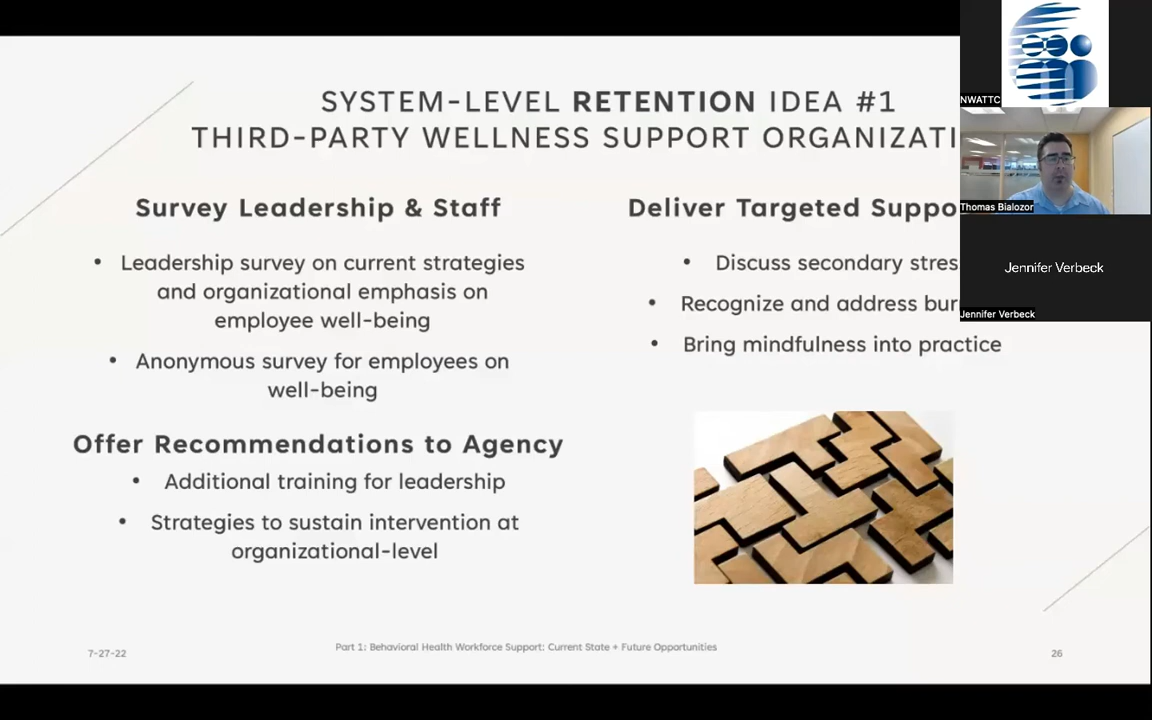 SYSTEM-LEVEL RETENTION IDEA #1
THIRD-PARTY WELLNESS SUPPORT ORGANIZATI
Survey Leadership & Staff
• Leadership survey on current strategies
and organizational emphasis on
employee well-being
• Anonymous survey for employees on
well-being
Offer Recommendations to Agency
• Additional training for leadership
• Strategies to sustain intervention at
organizational-level
Deliver Targeted Suppo
• Discuss secondary stres
• Recognize and address bur
• Bring mindfulness into practice
7-27-22
Part 1: Behavioral Health Workforce Support: Current State + Future Opportunities
26
NWATTC
Thomas Bialozor
Jennifer Verbeck
Jennifer Verbeck